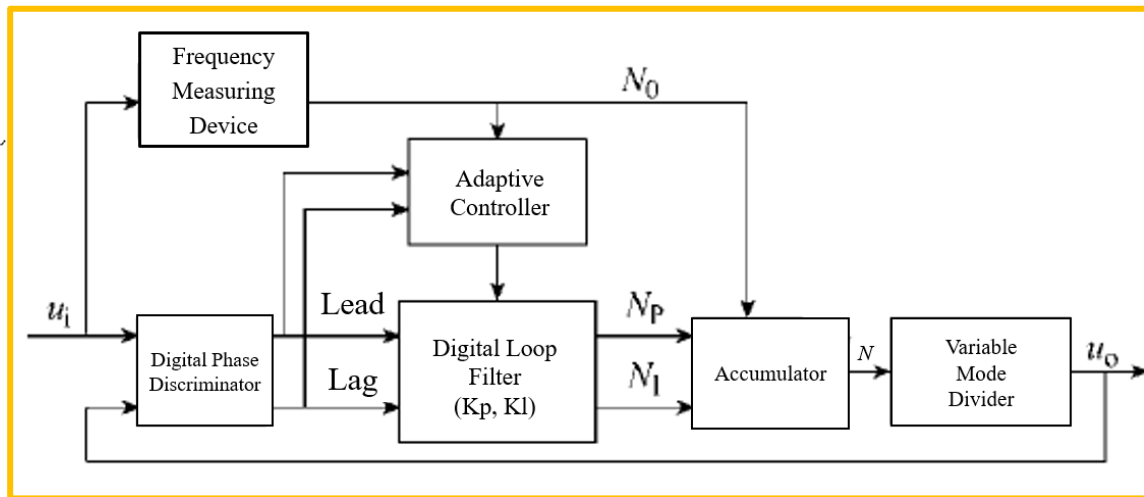 Frequency
Measuring
Device
N0
Adaptive
Controller
ui
Lead
Lag
Digital Phase
Discriminator
Digital Loop
Filter
(Kp, Kl)
NP
NI
Accumulator
N
Variable
Mode
Divider
uo